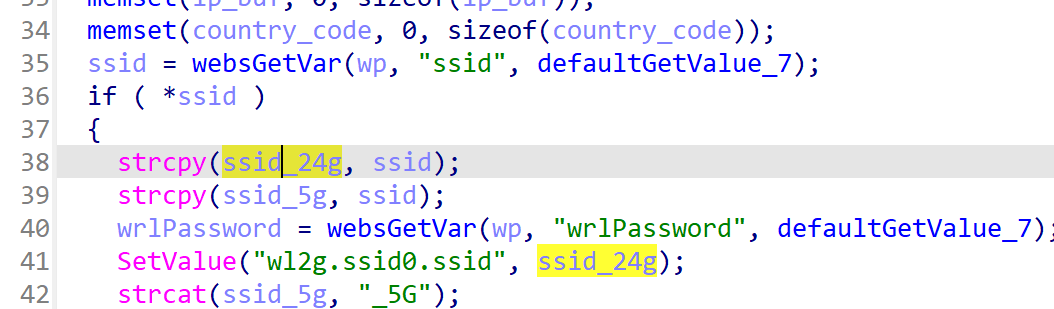 33 memset(ip_buf, 0, sizeof(ip_buf));
34 memset(country_code, 0, sizeof(country_code));
35 ssid = websGetVar(wp, "ssid", defaultGetValue_7);
36 if ( *ssid )
37 {
38 strcpy(ssid_24g, ssid);
39 strcpy(ssid_5g, ssid);
40 wrlPassword = websGetVar(wp, "wrlPassword", defaultGetValue_7);
41 SetValue("wl2g.ssid0.ssid", ssid_24g);
42 strcat(ssid_5g, "_5G");